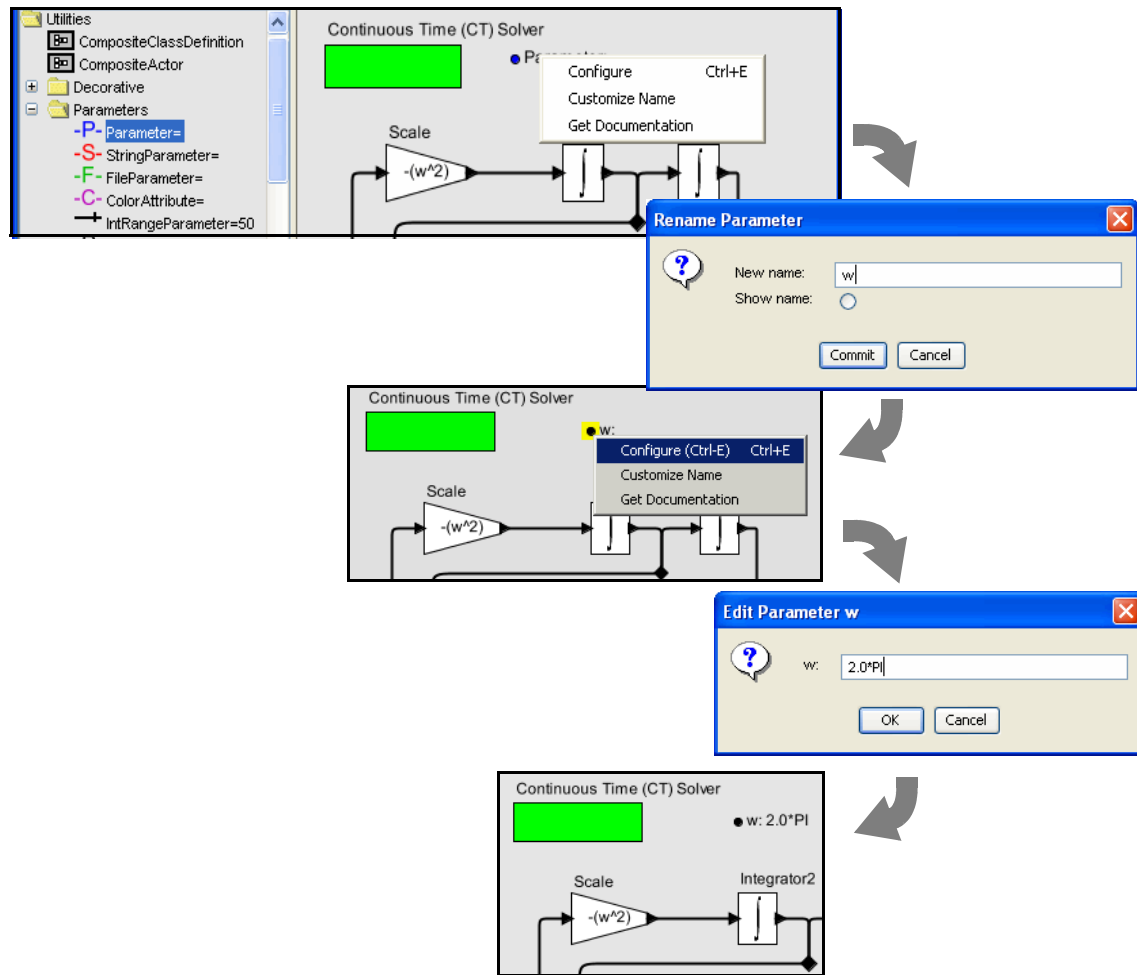 Utilities
CompositeClassDefinition
CompositeActor
Decorative
Parameters
-P- Parameter=
-S- StringParameter=
-F- FileParameter=
-C- ColorAttribute=
IntRangeParameter=50
Continuous Time (CT) Solver
Configure Ctrl+E
Customize Name
Get Documentation
Scale
-(w^2)
∫ ∫
Rename Parameter
New name: w
Show name:
Commit Cancel
Continuous Time (CT) Solver
w:
Configure (Ctrl-E) Ctrl+E
Customize Name
Get Documentation
Scale
-(w^2)
∫ ∫
Edit Parameter w
w: 2.0*PI
OK Cancel
Continuous Time (CT) Solver
w: 2.0*PI
Scale
Integrator2
-(w^2)
∫